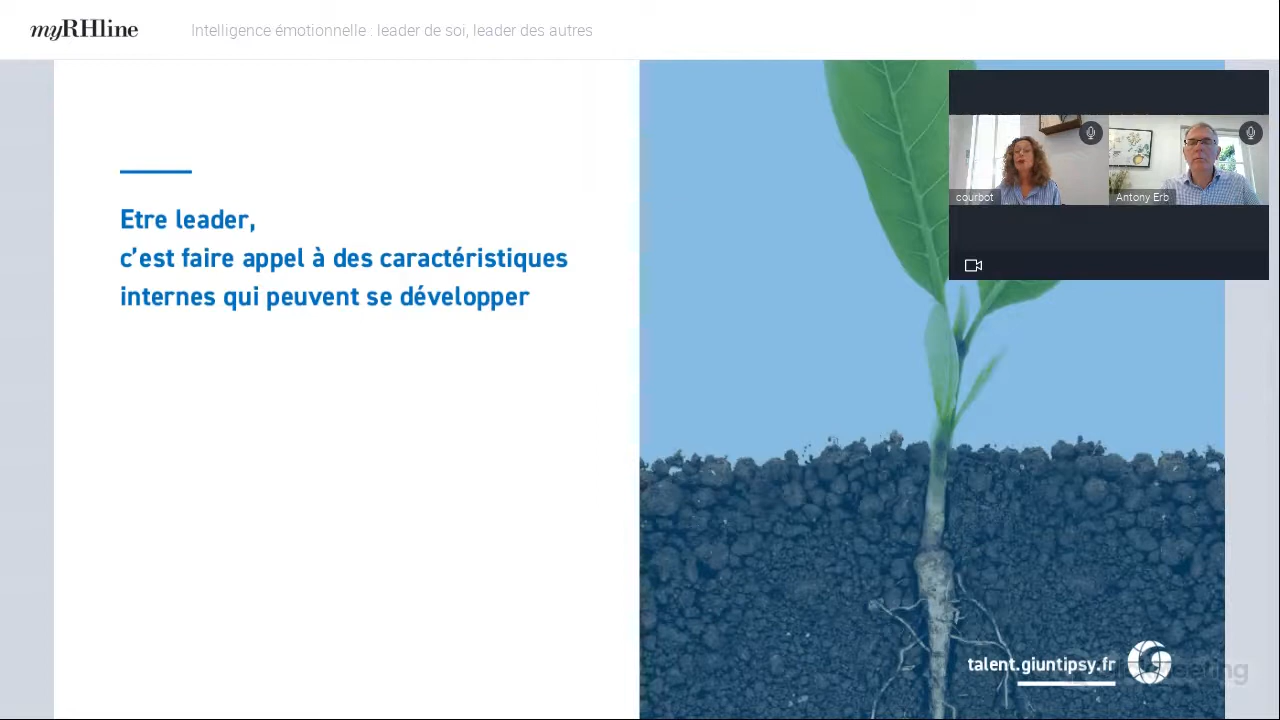 myRHline
Intelligence émotionnelle : leader de soi, leader des autres
courbot
Antony Erb
Etre leader,
c’est faire appel à des caractéristiques
internes qui peuvent se développer
talent.giuntipsy.fr